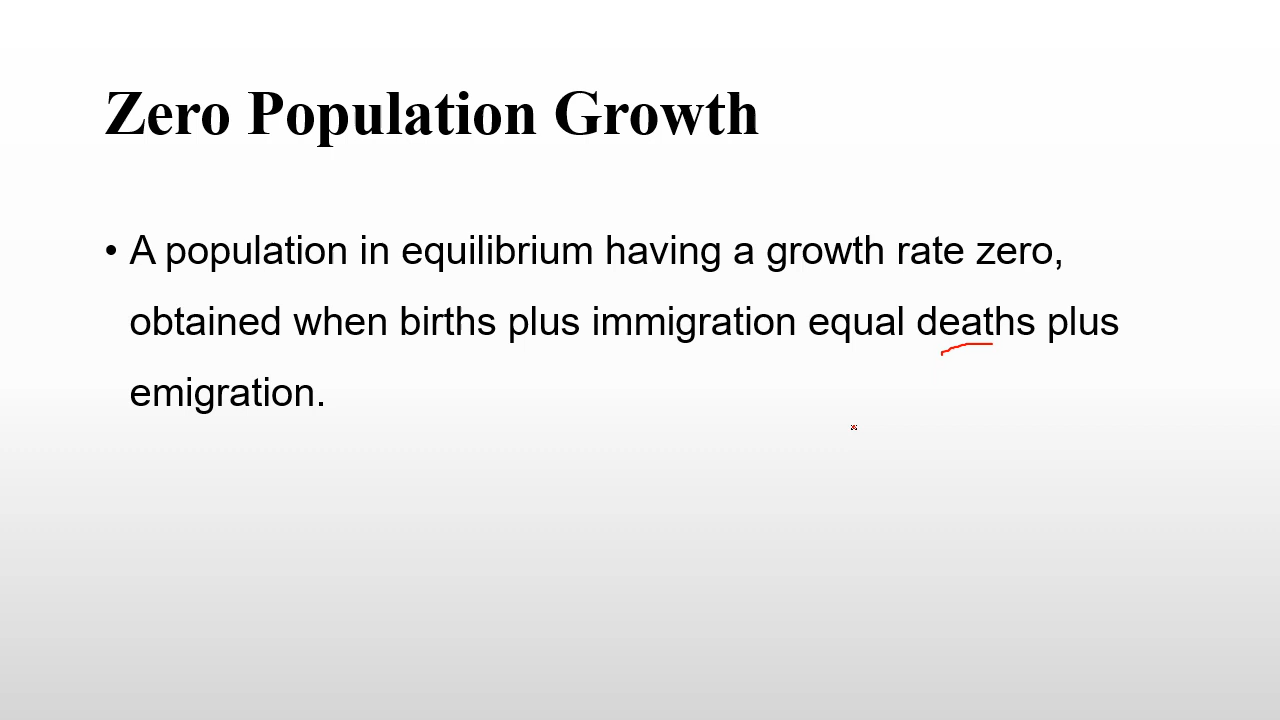 Zero Population Growth
• A population in equilibrium having a growth rate zero,
obtained when births plus immigration equal deaths plus
emigration.